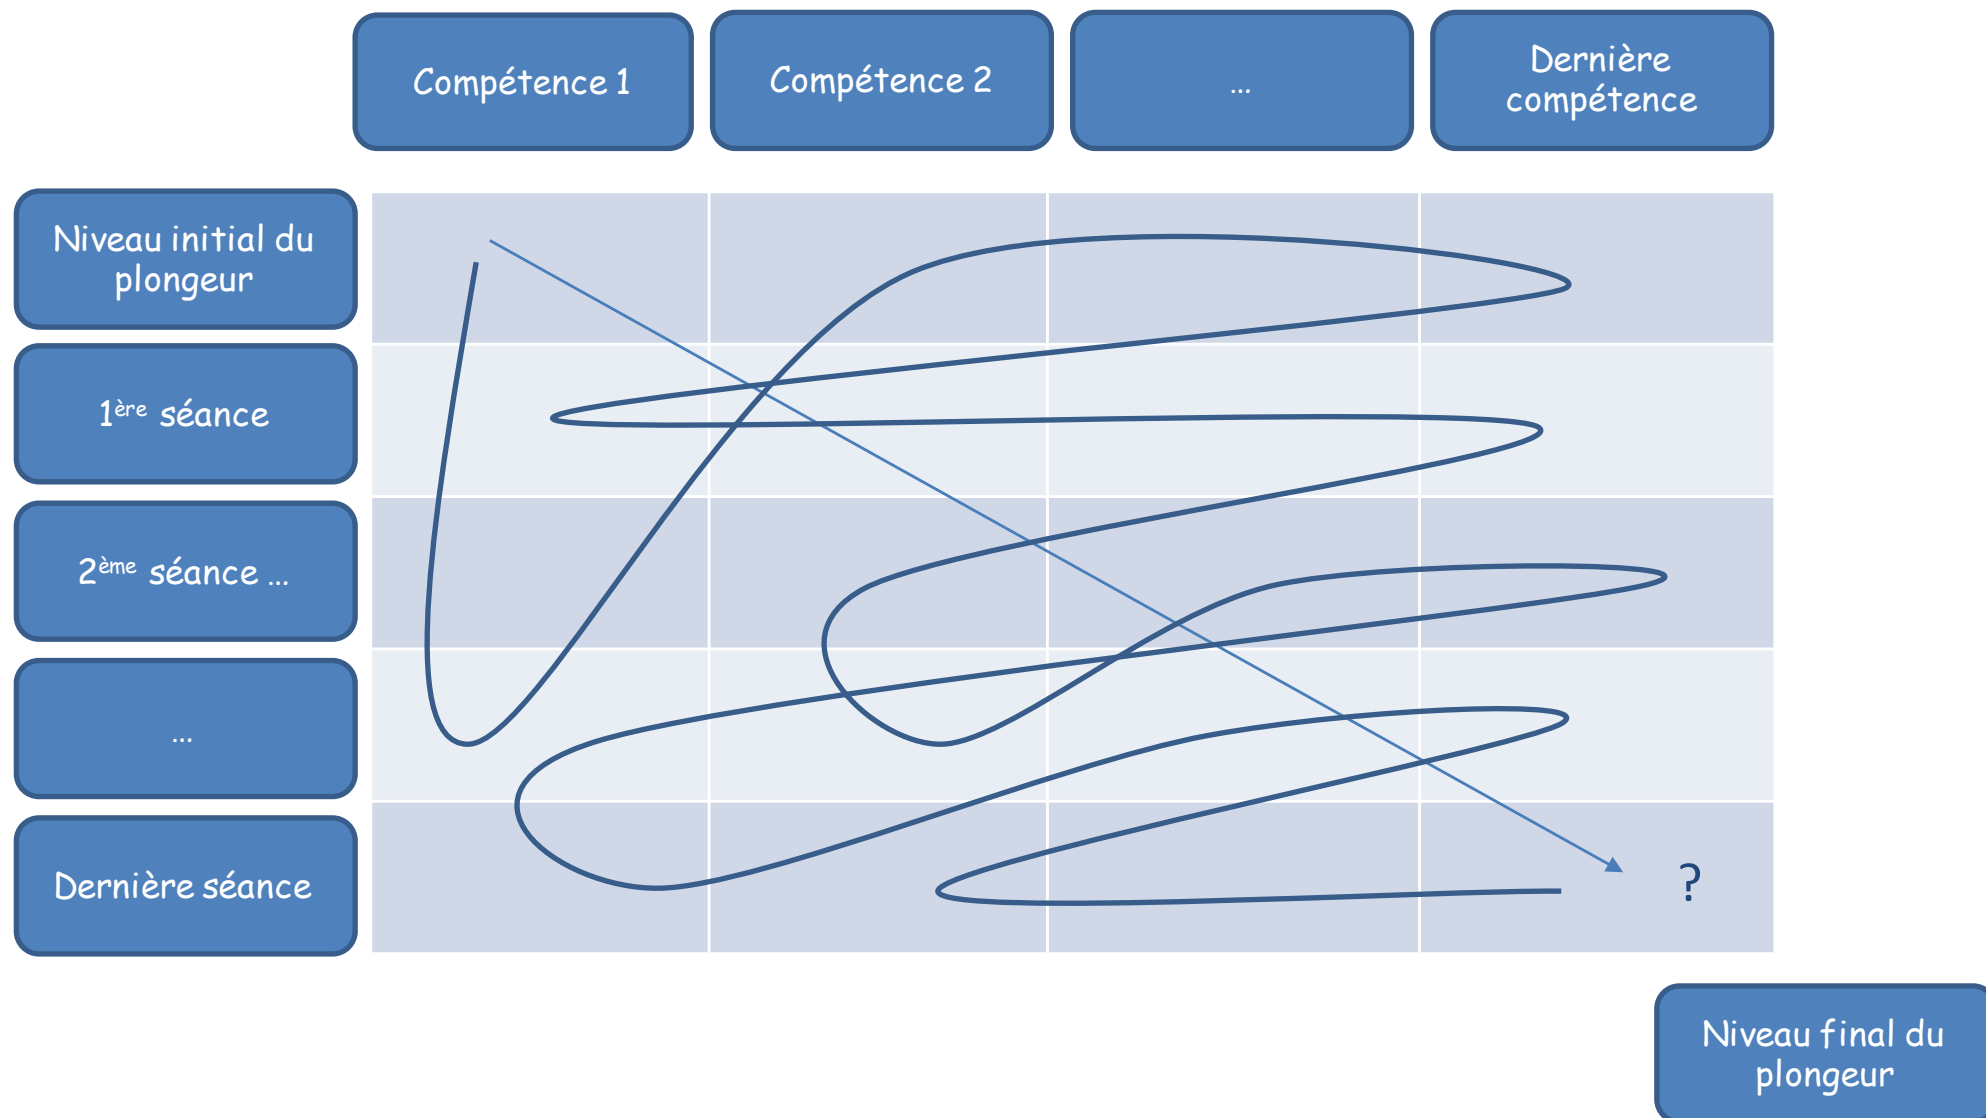 Compétence 1
Compétence 2
...
Dernière
compétence
Niveau initial du
plongeur
1ère séance
2ème séance ...
...
Dernière séance
?
Niveau final du
plongeur